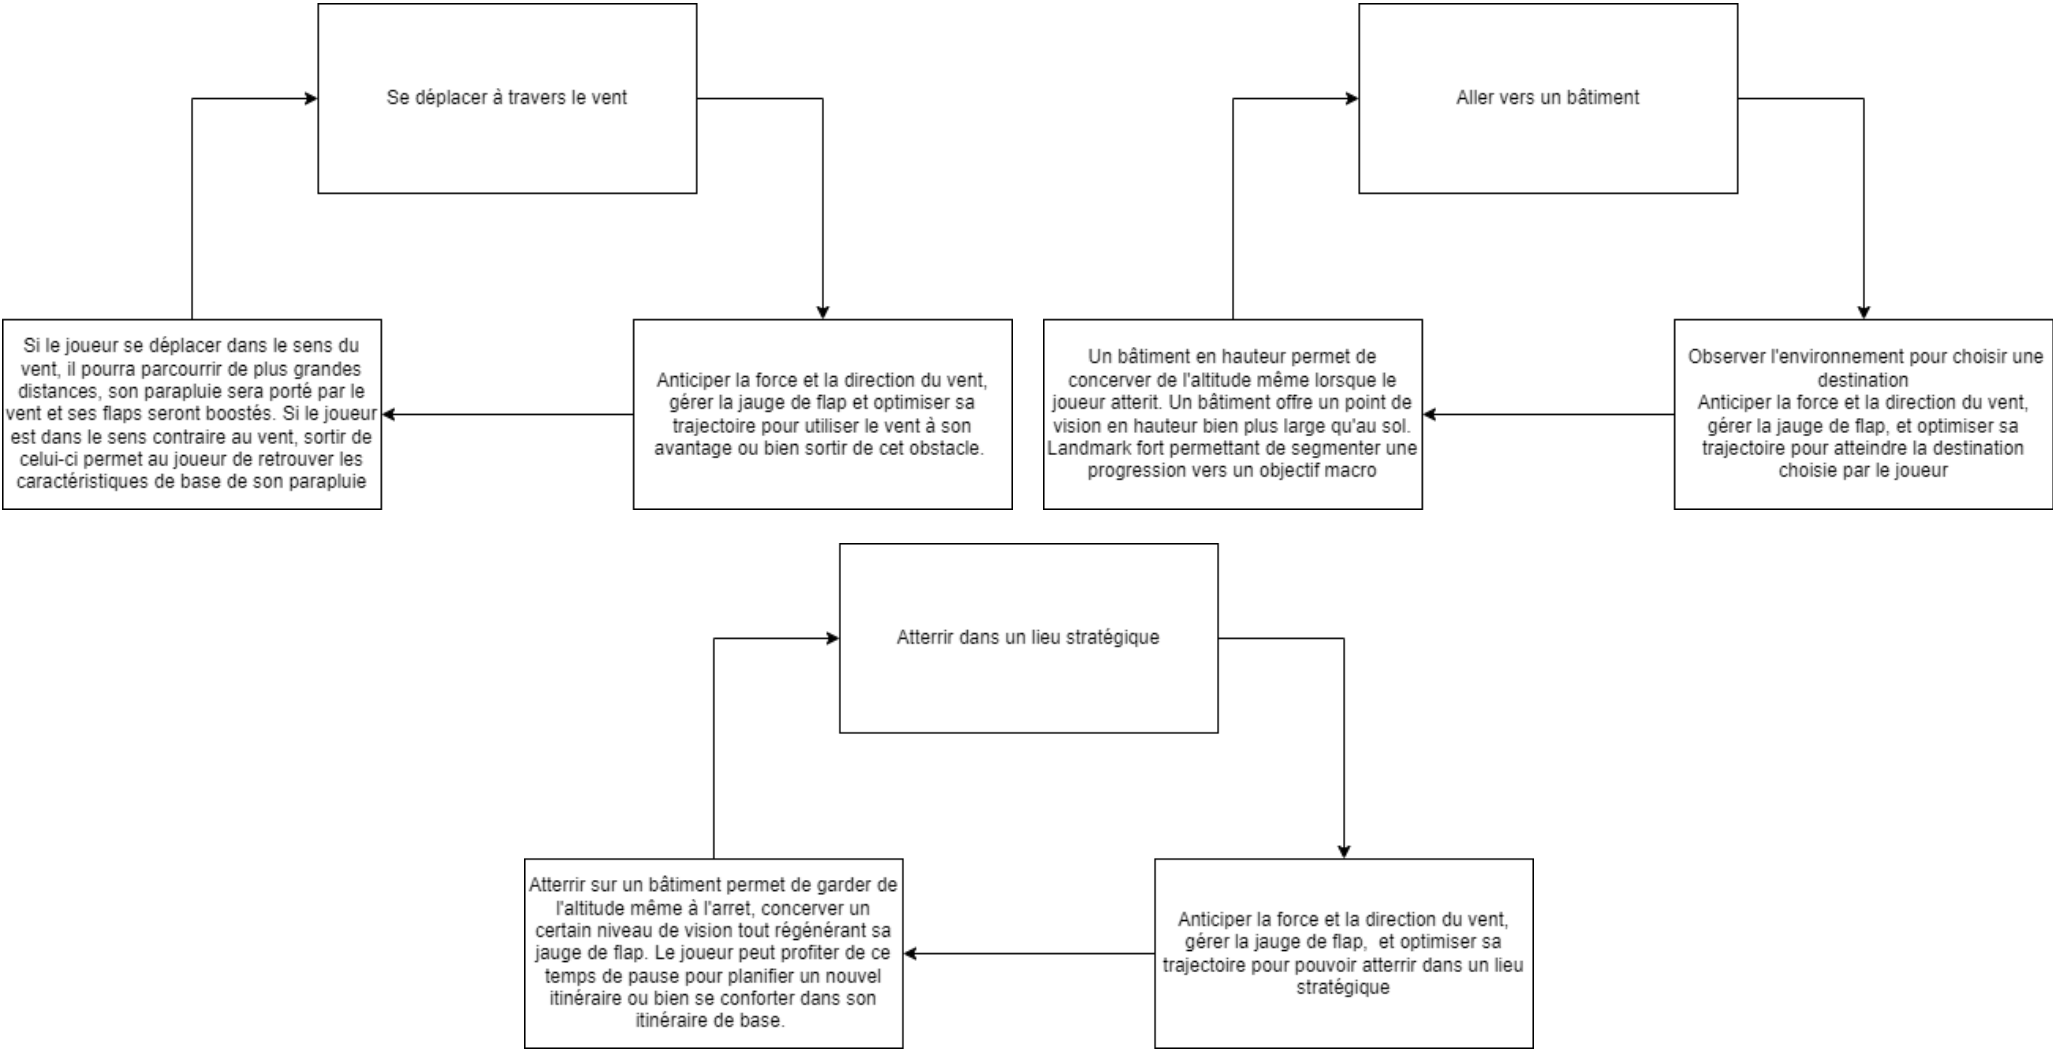 Se déplacer à travers le vent
Aller vers un bâtiment
Si le joueur se déplacer dans le sens du
vent, il pourra parcourrir de plus grandes
distances, son parapluie sera porté par le
vent et ses flaps seront boostés. Si le joueur
est dans le sens contraire au vent, sortir de
celui-ci permet au joueur de retrouver les
caractéristiques de base de son parapluie
Anticiper la force et la direction du vent,
gérer la jauge de flap et optimiser sa
trajectoire pour utiliser le vent à son
avantage ou bien sortir de cet obstacle.
Un bâtiment en hauteur permet de
concerver de l'altitude même lorsque le
joueur atterit. Un bâtiment offre un point de
vision en hauteur bien plus large qu'au sol.
Landmark fort permettant de segmenter une
progression vers un objectif macro
Observer l'environnement pour choisir une
destination
Anticiper la force et la direction du vent,
gérer la jauge de flap, et optimiser sa
trajectoire pour atteindre la destination
choisie par le joueur
Atterrir dans un lieu stratégique
Atterrir sur un bâtiment permet de garder de
l'altitude même à l'arret, concerver un
certain niveau de vision tout régénérant sa
jauge de flap. Le joueur peut profiter de ce
temps de pause pour planifier un nouvel
itinéraire ou bien se conforter dans son
itinéraire de base.
Anticiper la force et la direction du vent,
gérer la jauge de flap,  et optimiser sa
trajectoire pour pouvoir atterrir dans un lieu
stratégique